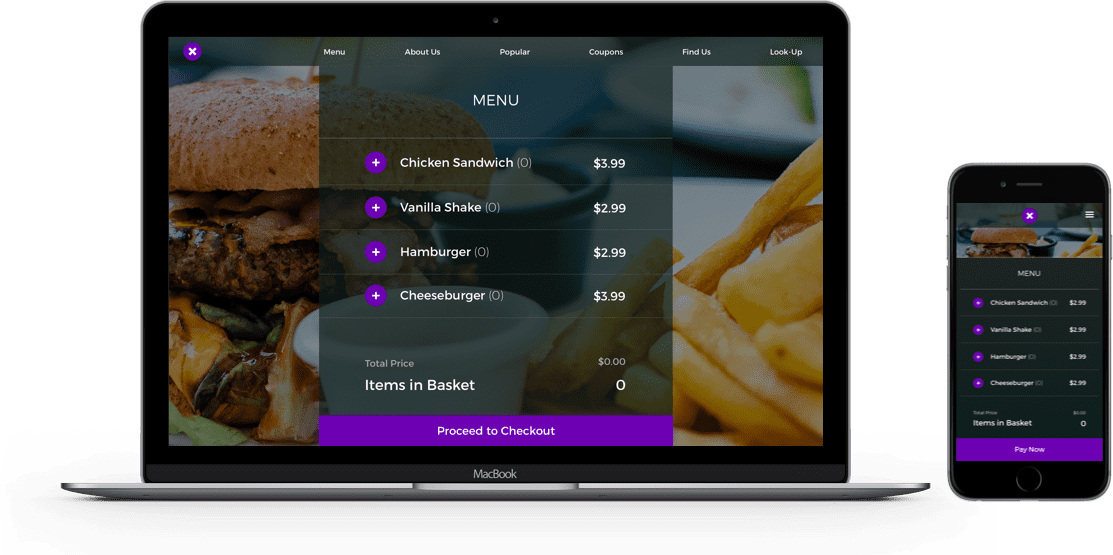 Menu About Us Popular Coupons Find Us Look-Up
MENU
Chicken Sandwich (0) $3.99
Vanilla Shake (0) $2.99
Hamburger (0) $2.99
Cheeseburger (0) $3.99
Total Price $0.00
Items in Basket 0
Proceed to Checkout
MacBook
MENU
Chicken Sandwich (0) $2.99
Vanilla Shake (0) $2.99
Hamburger (0) $2.99
Cheeseburger (0) $2.99
Total Price $0.00
Items in Basket 0
Pay Now